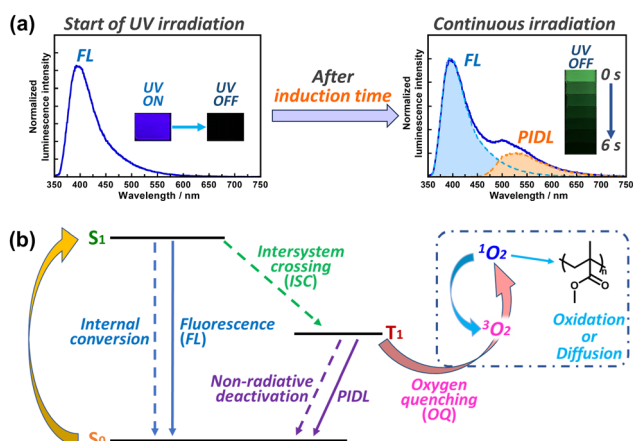 (a)
Start of UV irradiation
Normalized
luminescence intensity
FL
UV
ON
UV
OFF
350 400 450 500 550 600 650 700 750
Wavelength / nm
After
induction time
Continuous irradiation
Normalized
luminescence intensity
FL
PIDL
UV
OFF
0 s
6 s
350 400 450 500 550 600 650 700 750
Wavelength / nm
(b)
S1
Internal
conversion
Fluorescence
(FL)
Intersystem
crossing
(ISC)
T1
Non-radiative
deactivation
PIDL
Oxygen
quenching
(OQ)
1O2
3O2
n
O
O
Oxidation
or
Diffusion
S0